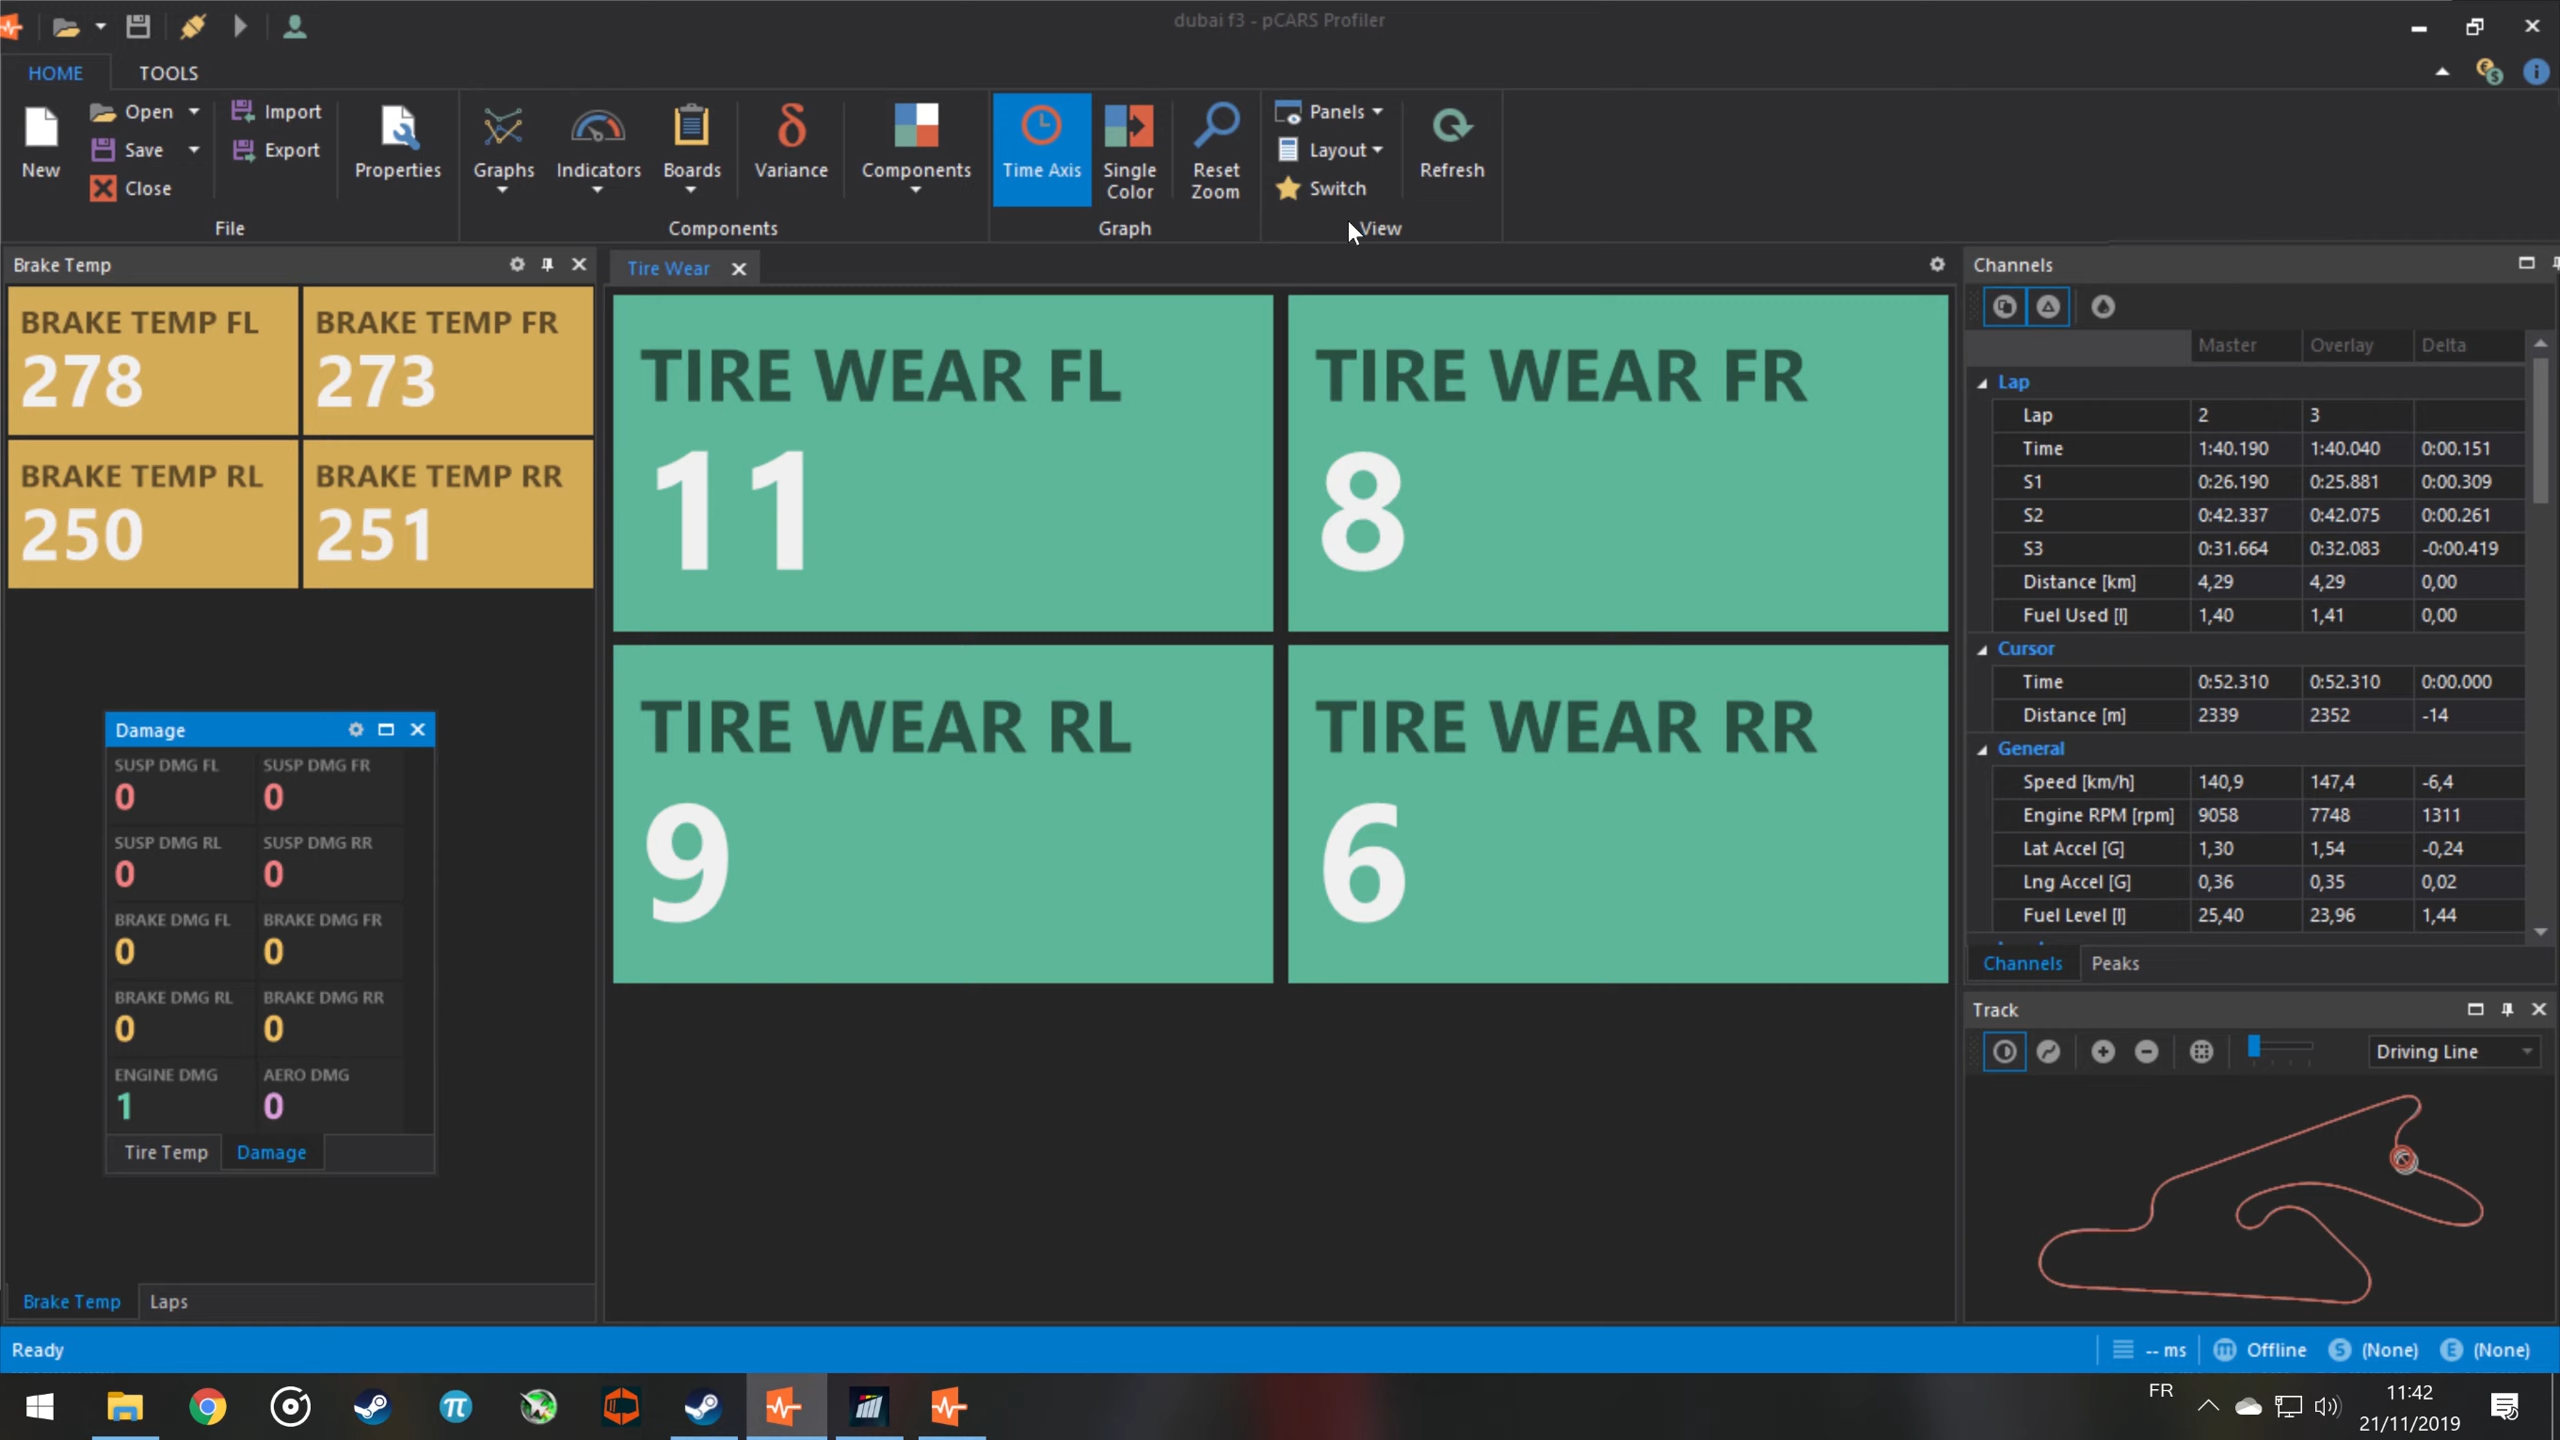 dubai f3 - pCARS Profiler
HOME TOOLS
New
Open
Save
Close
Import
Export
Properties
File
Graphs
Indicators
Boards
Variance
Components
Components
Time Axis
Single Color
Reset Zoom
Graph
Panels
Layout
Switch
View
Refresh
Brake Temp
BRAKE TEMP FL
278
BRAKE TEMP FR
273
BRAKE TEMP RL
250
BRAKE TEMP RR
251
Damage
SUSP DMG FL SUSP DMG FR
0 0
SUSP DMG RL SUSP DMG RR
0 0
BRAKE DMG FL BRAKE DMG FR
0 0
BRAKE DMG RL BRAKE DMG RR
0 0
ENGINE DMG AERO DMG
1 0
Tire Temp Damage
Brake Temp Laps
Tire Wear
TIRE WEAR FL
11
TIRE WEAR FR
8
TIRE WEAR RL
9
TIRE WEAR RR
6
Channels
Master Overlay Delta
Lap
Lap 2 3
Time 1:40.190 1:40.040 0:00.151
S1 0:26.190 0:25.881 0:00.309
S2 0:42.337 0:42.075 0:00.261
S3 0:31.664 0:32.083 -0:00.419
Distance [km] 4,29 4,29 0,00
Fuel Used [l] 1,40 1,41 0,00
Cursor
Time 0:52.310 0:52.310 0:00.000
Distance [m] 2339 2352 -14
General
Speed [km/h] 140,9 147,4 -6,4
Engine RPM [rpm] 9058 7748 1311
Lat Accel [G] 1,30 1,54 -0,24
Lng Accel [G] 0,36 0,35 0,02
Fuel Level [l] 25,40 23,96 1,44
Channels Peaks
Track
Driving Line
Ready
-- ms Offline (None) (None)
FR
11:42
21/11/2019